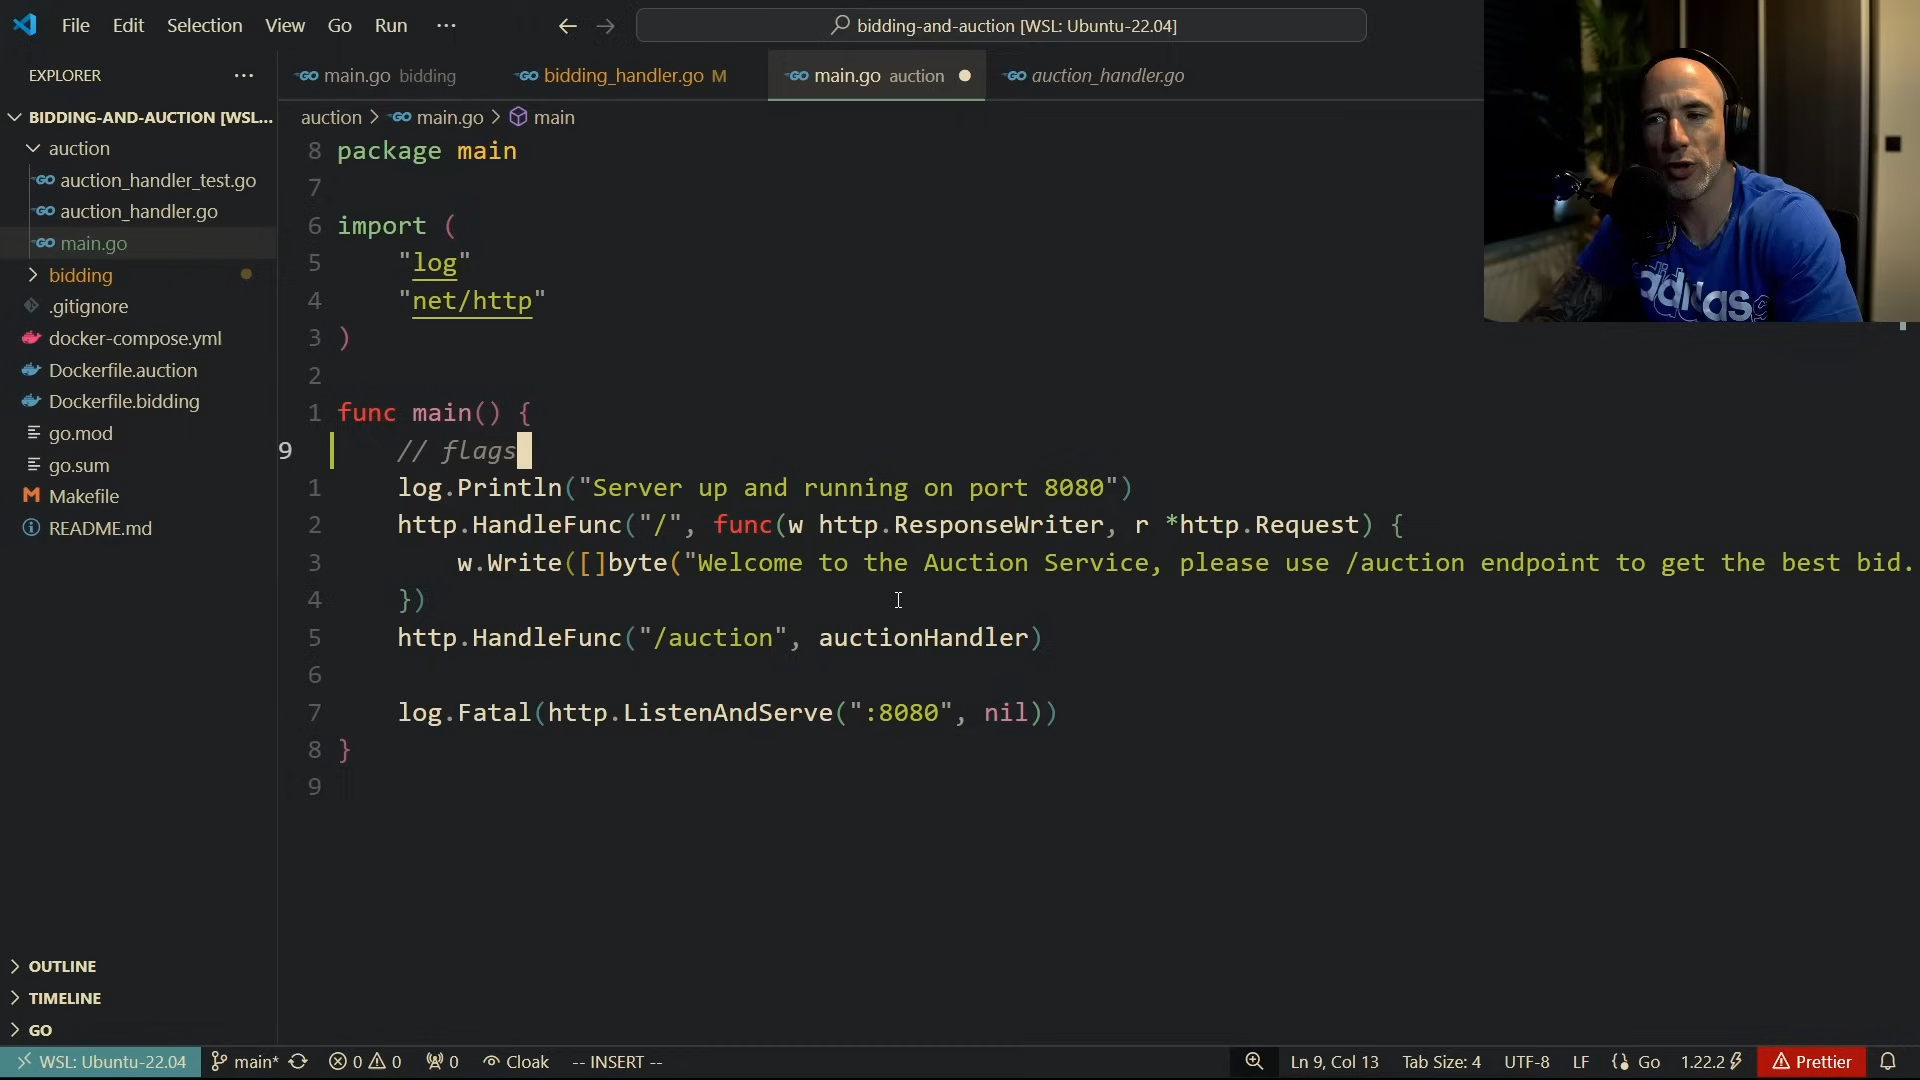 File Edit Selection View Go Run ···
bidding-and-auction [WSL: Ubuntu-22.04]
EXPLORER ···
main.go bidding
bidding_handler.go M
main.go auction
auction_handler.go
BIDDING-AND-AUCTION [WSL...
auction
auction_handler_test.go
auction_handler.go
main.go
bidding
.gitignore
docker-compose.yml
Dockerfile.auction
Dockerfile.bidding
go.mod
go.sum
Makefile
README.md
OUTLINE
TIMELINE
GO
auction > main.go > main
8 package main
7
6 import (
5 "log"
4 "net/http"
3 )
2
1 func main() {
9 // flags
1 log.Println("Server up and running on port 8080")
2 http.HandleFunc("/", func(w http.ResponseWriter, r *http.Request) {
3 w.Write([]byte("Welcome to the Auction Service, please use /auction endpoint to get the best bid.
4 })
5 http.HandleFunc("/auction", auctionHandler)
6
7 log.Fatal(http.ListenAndServe(":8080", nil))
8 }
9
adidas
WSL: Ubuntu-22.04 main* 0 0 0 Cloak -- INSERT -- Ln 9, Col 13 Tab Size: 4 UTF-8 LF Go 1.22.2 Prettier